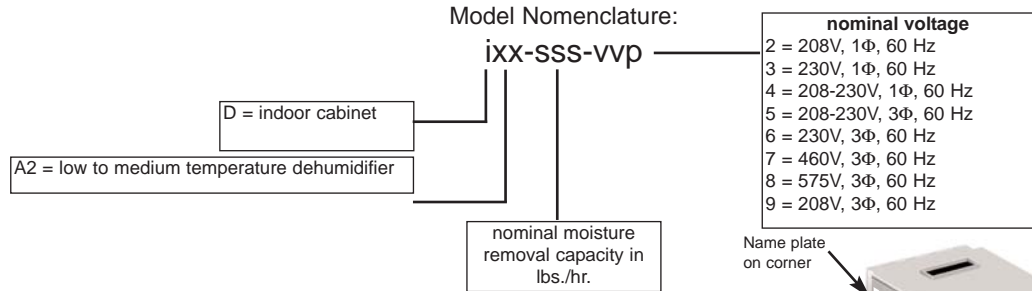 Model Nomenclature:
ixx-sss-vvp
nominal voltage
2 = 208V, 1Φ, 60 Hz
3 = 230V, 1Φ, 60 Hz
4 = 208-230V, 1Φ, 60 Hz
5 = 208-230V, 3Φ, 60 Hz
6 = 230V, 3Φ, 60 Hz
7 = 460V, 3Φ, 60 Hz
8 = 575V, 3Φ, 60 Hz
9 = 208V, 3Φ, 60 Hz
D = indoor cabinet
A2 = low to medium temperature dehumidifier
nominal moisture
removal capacity in
lbs./hr.
Name plate
on corner